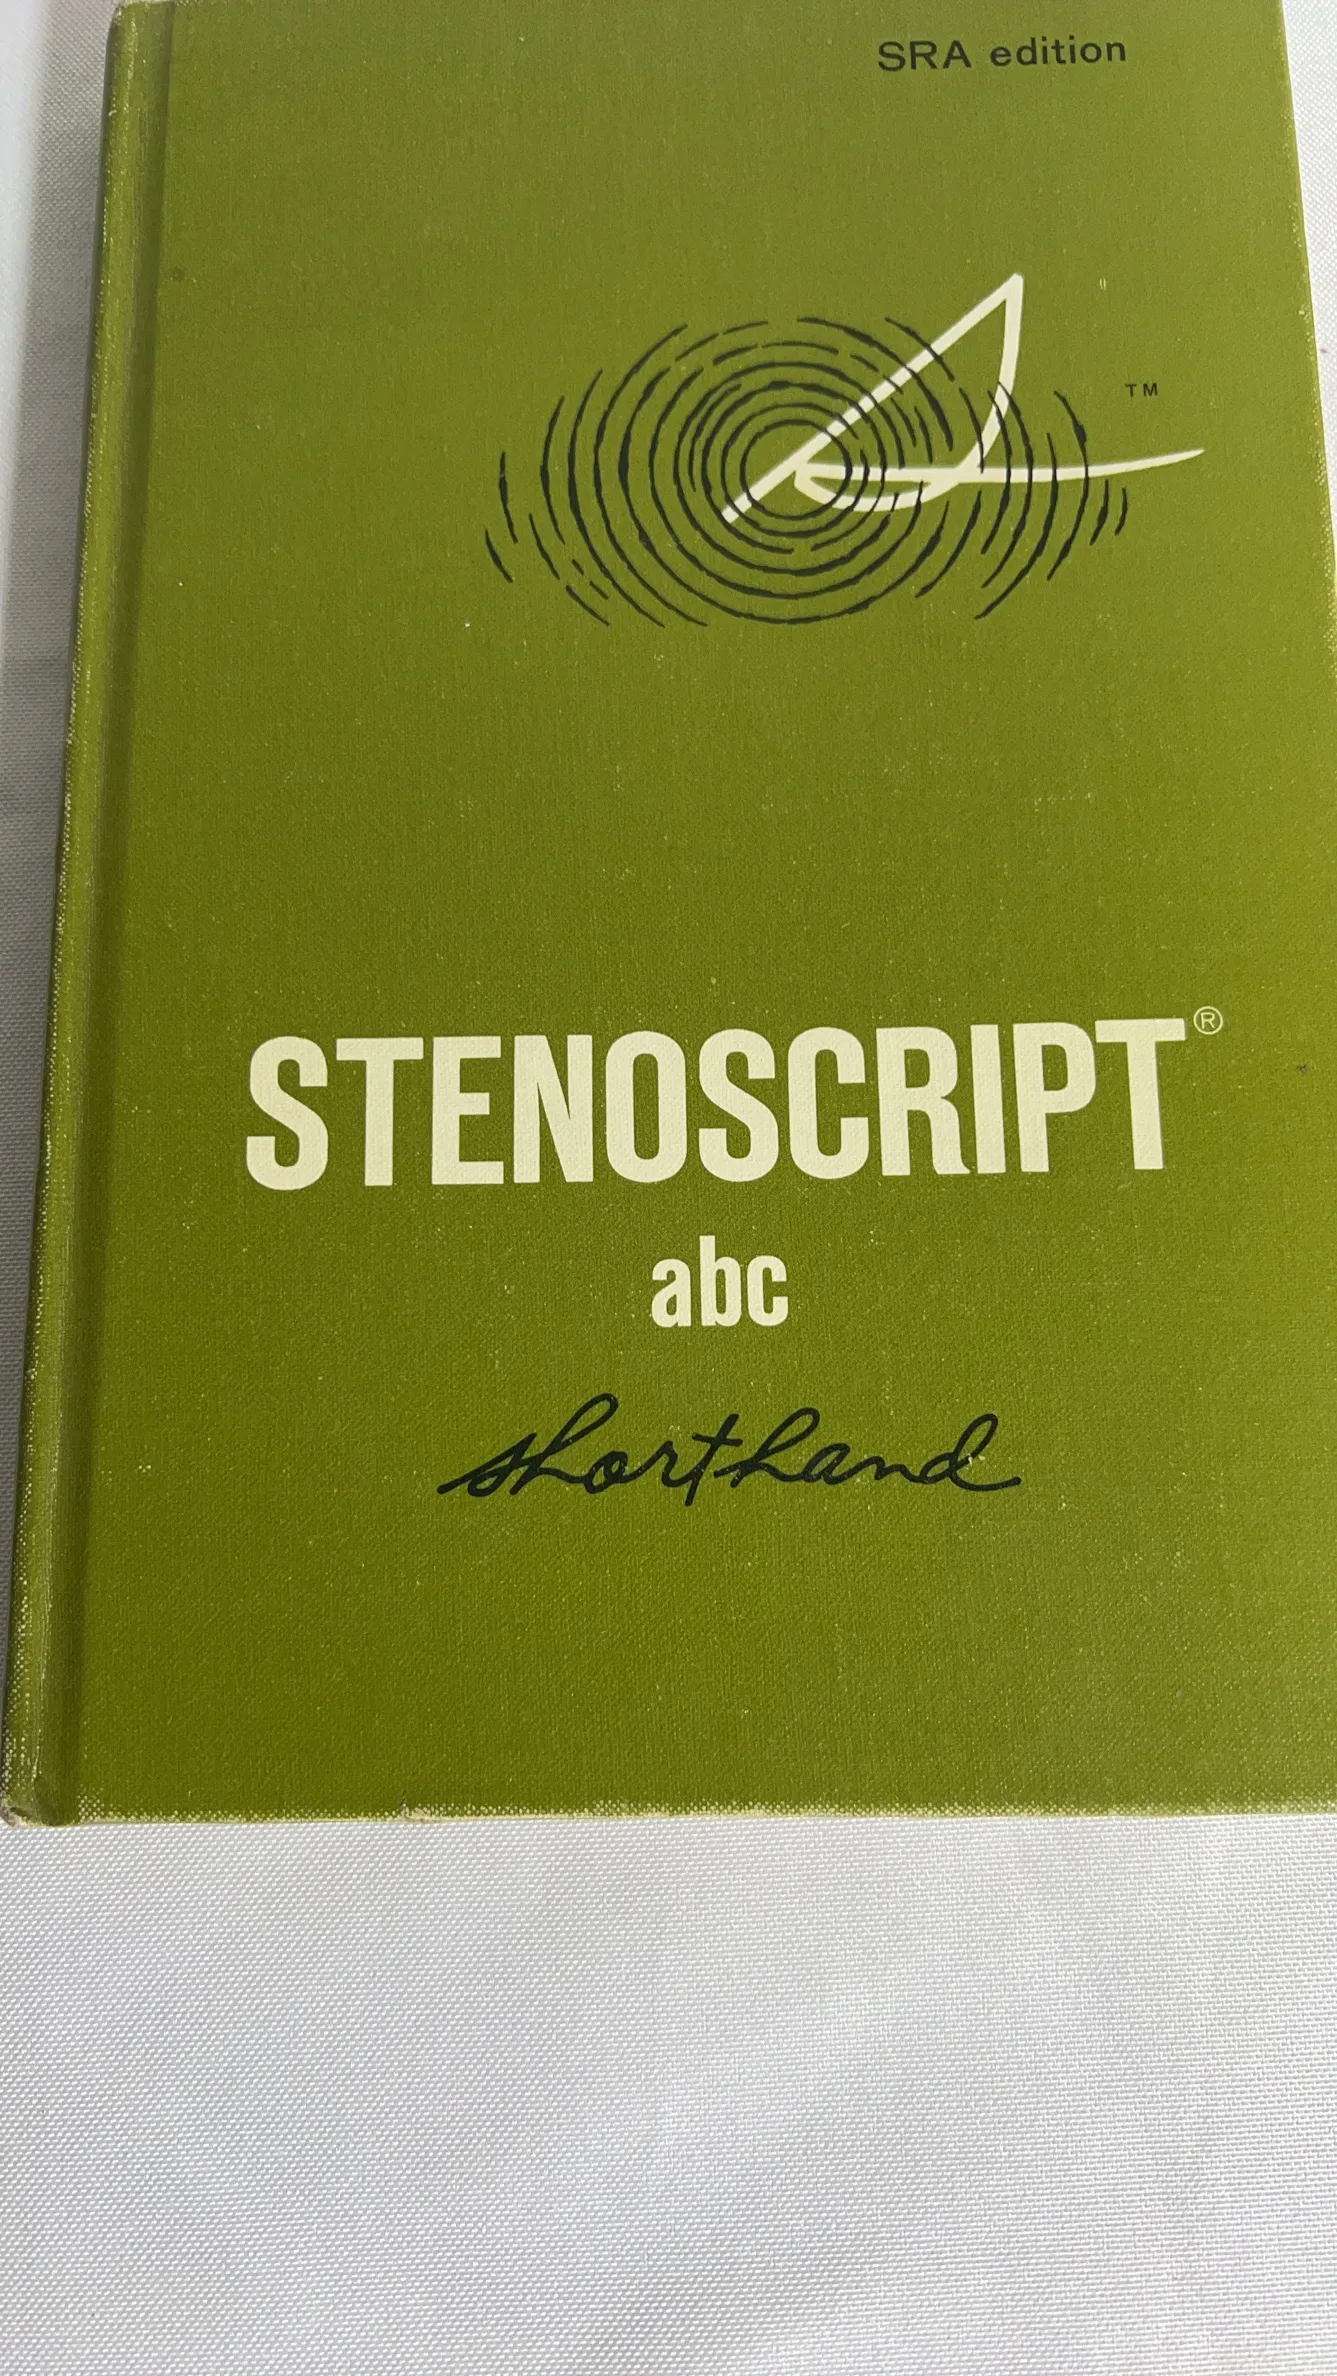 SRA edition
TM
STENOSCRIPT®
abc
shorthand